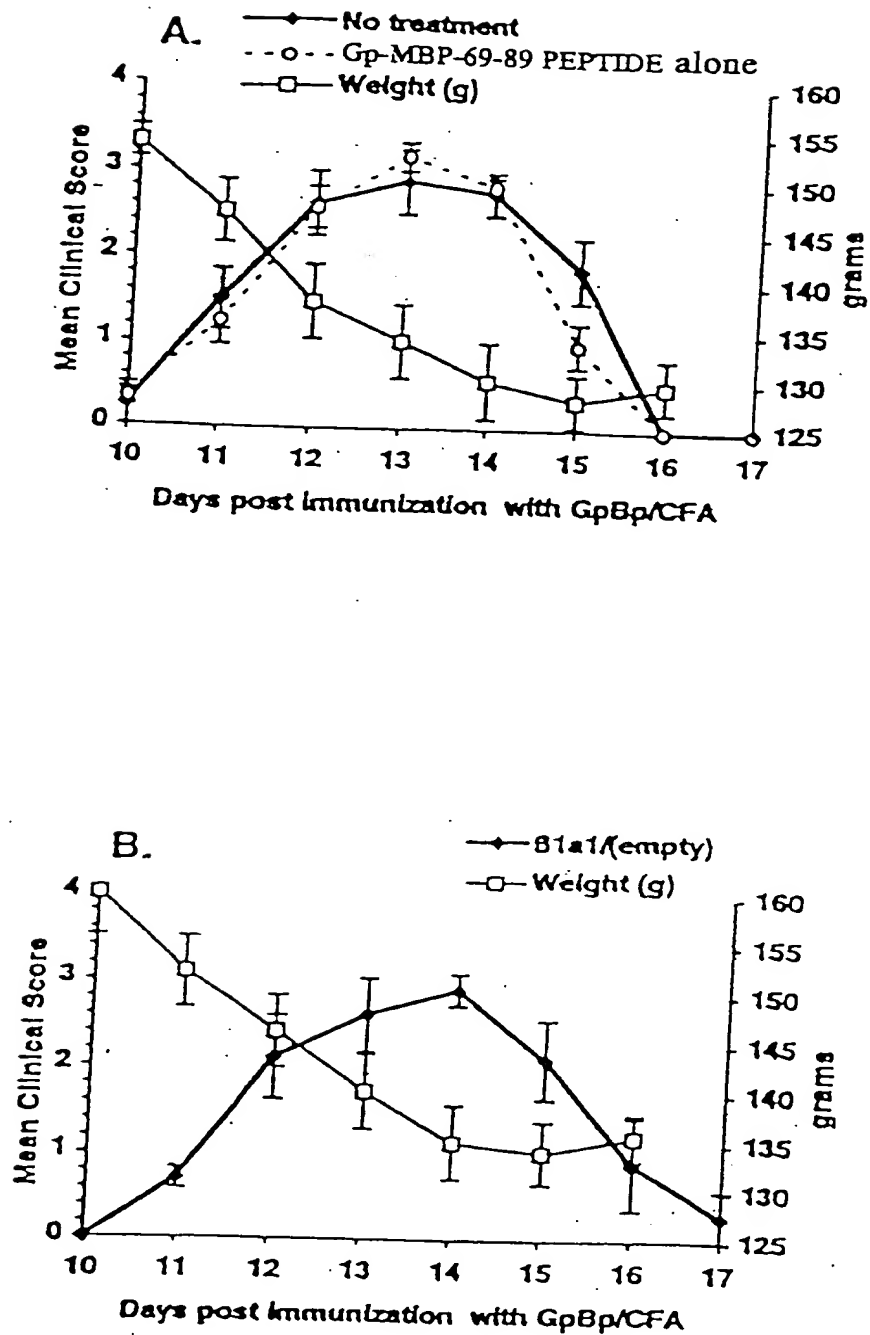 A.
No treatment
Gp-MBP-69-89 PEPTIDE alone
Weight (g)
4
3
2
1
0
Mean Clinical Score
160
155
150
145
140
135
130
125
grams
10 11 12 13 14 15 16 17
Days post immunization with GpBp/CFA
B.
β1a1/(empty)
Weight (g)
4
3
2
1
0
Mean Clinical Score
160
155
150
145
140
135
130
125
grams
10 11 12 13 14 15 16 17
Days post immunization with GpBp/CFA